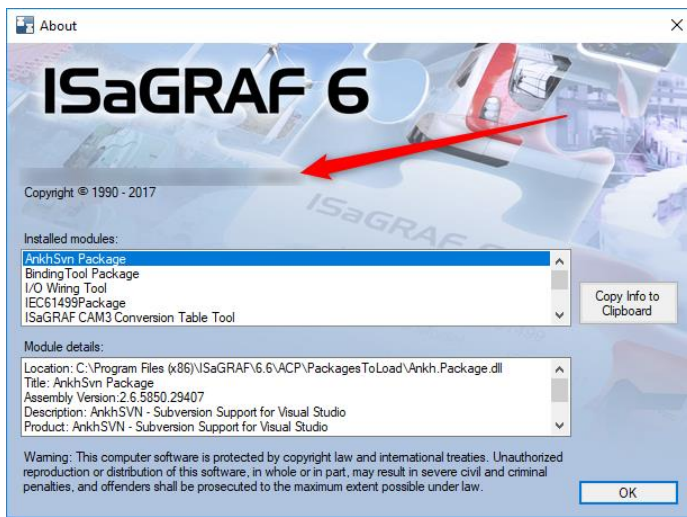 About
ISaGRAF 6
Copyright © 1990 - 2017
Installed modules:
AnkhSvn Package
BindingTool Package
I/O Wiring Tool
IEC61499Package
ISaGRAF CAM3 Conversion Table Tool
Copy Info to
Clipboard
Module details:
Location: C:\Program Files (x86)\ISaGRAF\6.6\ACP\PackagesToLoad\Ankh.Package.dll
Title: AnkhSvn Package
Assembly Version:2.6.5850.29407
Description: AnkhSVN - Subversion Support for Visual Studio
Product: AnkhSVN - Subversion Support for Visual Studio
Warning: This computer software is protected by copyright law and international treaties. Unauthorized
reproduction or distribution of this software, in whole or in part, may result in severe civil and criminal
penalties, and offenders shall be prosecuted to the maximum extent possible under law.
OK